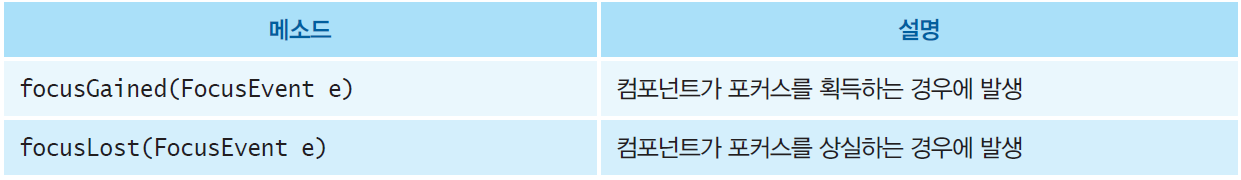 메소드 설명
focusGained(FocusEvent e) 컴포넌트가 포커스를 획득하는 경우에 발생
focusLost(FocusEvent e) 컴포넌트가 포커스를 상실하는 경우에 발생